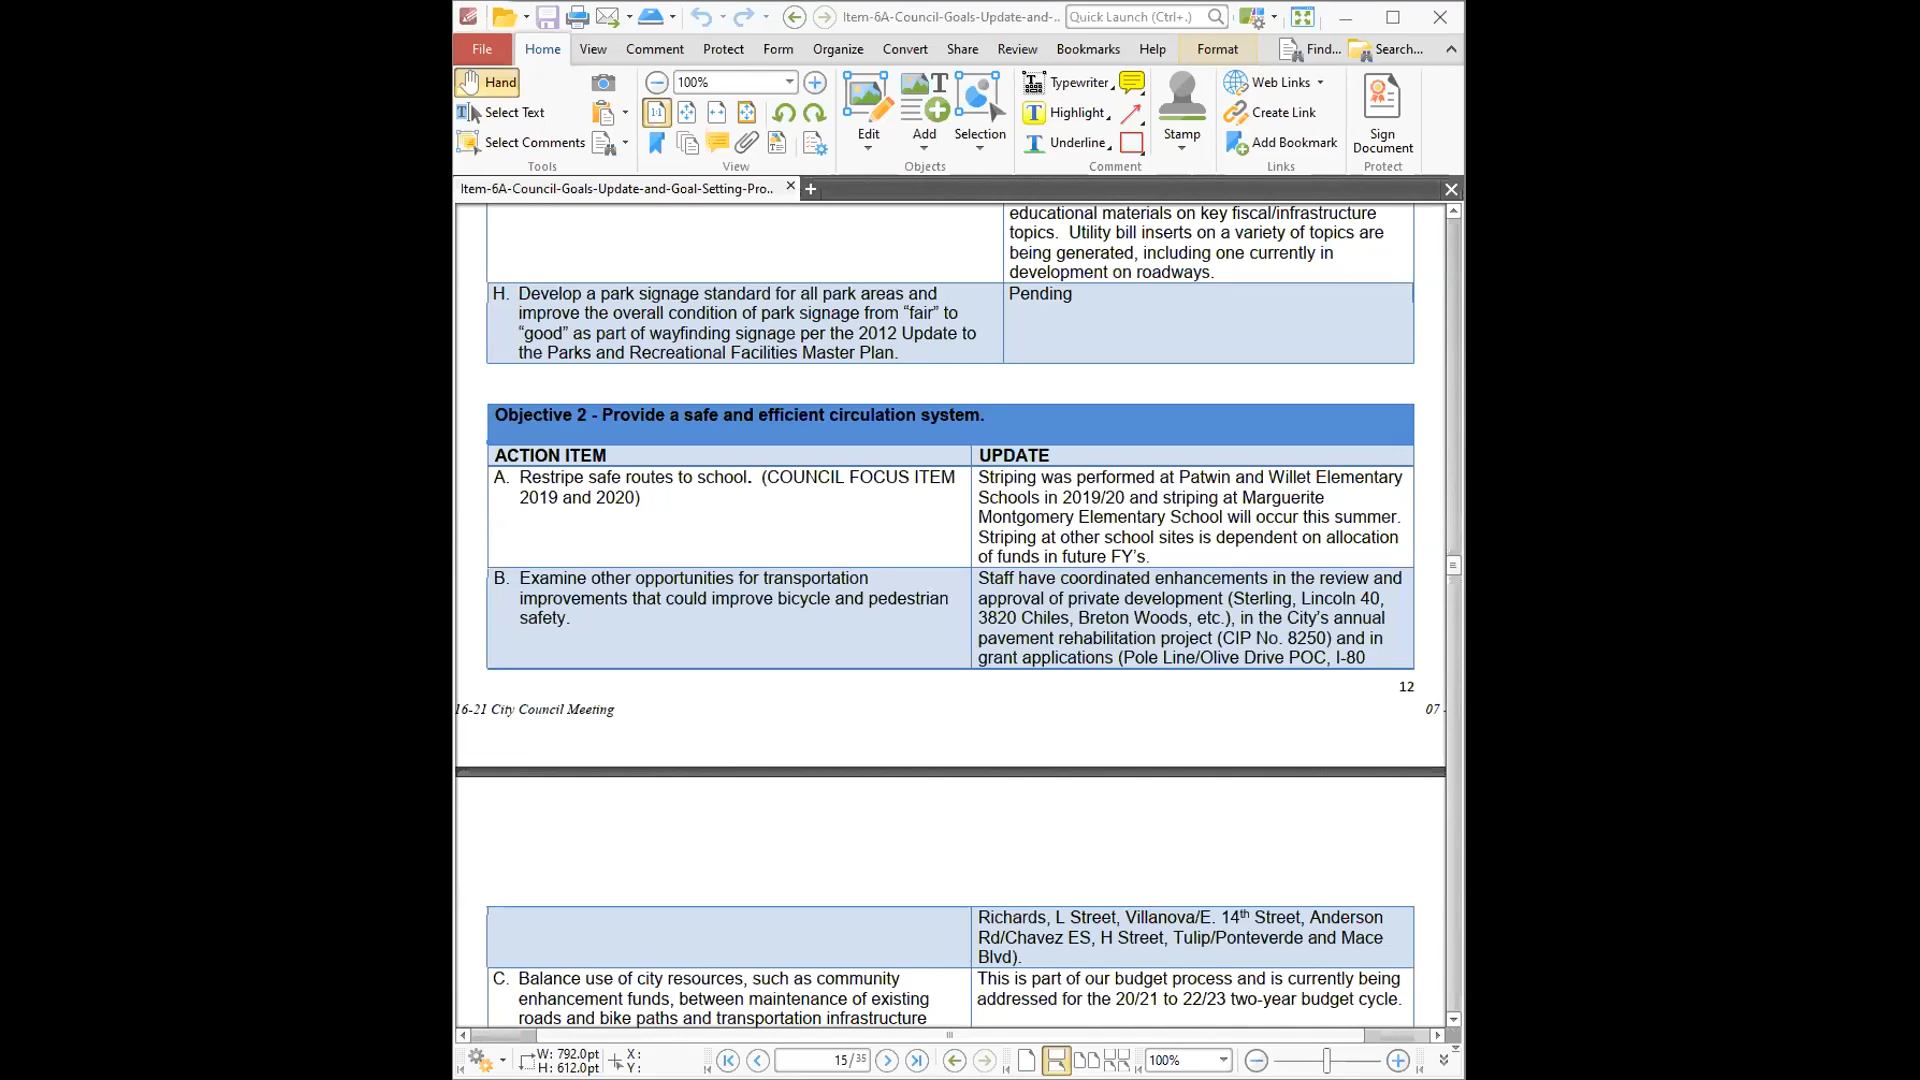 Item-6A-Council-Goals-Update-and-...
Quick Launch (Ctrl+.)
File Home View Comment Protect Form Organize Convert Share Review Bookmarks Help Format Find... Search...
Hand
Select Text
Select Comments
Tools
100%
View
Edit
Add
Selection
Objects
Typewriter
Highlight
Underline
Comment
Stamp
Web Links
Create Link
Add Bookmark
Links
Sign
Document
Protect
Item-6A-Council-Goals-Update-and-Goal-Setting-Pro..
educational materials on key fiscal/infrastructure
topics. Utility bill inserts on a variety of topics are
being generated, including one currently in
development on roadways.
H. Develop a park signage standard for all park areas and
improve the overall condition of park signage from “fair” to
“good” as part of wayfinding signage per the 2012 Update to
the Parks and Recreational Facilities Master Plan.
Pending
Objective 2 - Provide a safe and efficient circulation system.
ACTION ITEM
UPDATE
A. Restripe safe routes to school. (COUNCIL FOCUS ITEM
2019 and 2020)
Striping was performed at Patwin and Willet Elementary
Schools in 2019/20 and striping at Marguerite
Montgomery Elementary School will occur this summer.
Striping at other school sites is dependent on allocation
of funds in future FY’s.
B. Examine other opportunities for transportation
improvements that could improve bicycle and pedestrian
safety.
Staff have coordinated enhancements in the review and
approval of private development (Sterling, Lincoln 40,
3820 Chiles, Breton Woods, etc.), in the City’s annual
pavement rehabilitation project (CIP No. 8250) and in
grant applications (Pole Line/Olive Drive POC, I-80
12
16-21 City Council Meeting
07 -
Richards, L Street, Villanova/E. 14th Street, Anderson
Rd/Chavez ES, H Street, Tulip/Ponteverde and Mace
Blvd).
C. Balance use of city resources, such as community
enhancement funds, between maintenance of existing
roads and bike paths and transportation infrastructure
This is part of our budget process and is currently being
addressed for the 20/21 to 22/23 two-year budget cycle.
W: 792.0pt
H: 612.0pt
X:
Y:
15 / 35
100%